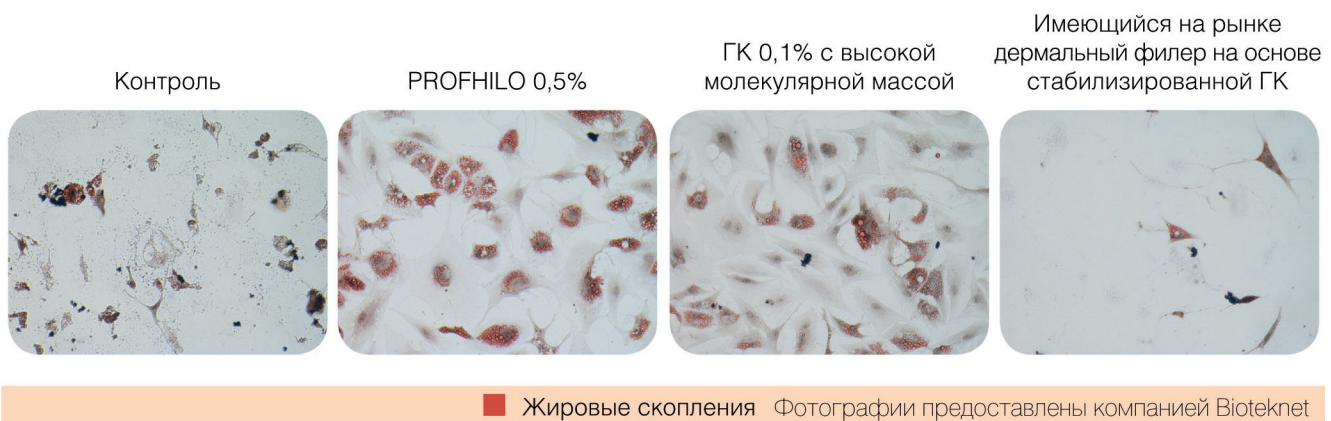 Контроль
PROFHILO 0,5%
ГК 0,1% с высокой
молекулярной массой
Имеющийся на рынке
дермальный филер на основе
стабилизированной ГК
Жировые скопления Фотографии предоставлены компанией Bioteknet